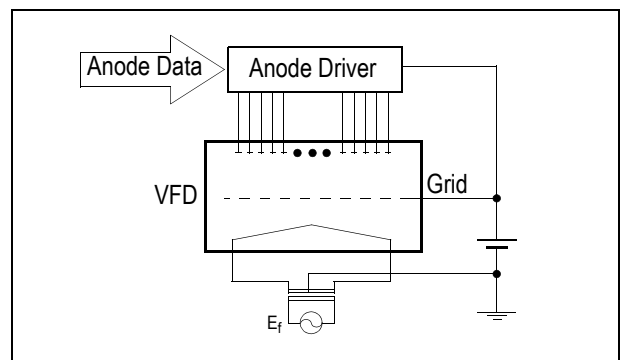 Anode Data
Anode Driver
VFD
Grid
Ef